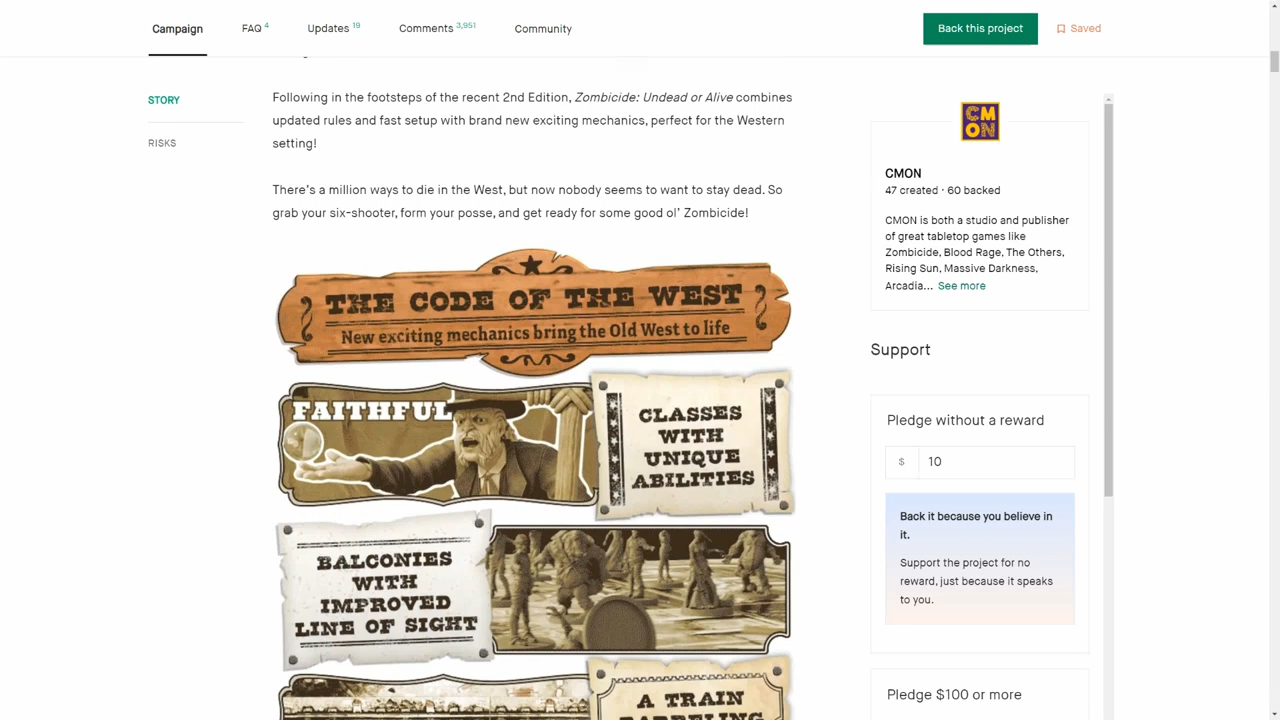 Campaign
FAQ 4
Updates 19
Comments 3,951
Community
Back this project
Saved
STORY
RISKS
Following in the footsteps of the recent 2nd Edition, Zombicide: Undead or Alive combines
updated rules and fast setup with brand new exciting mechanics, perfect for the Western
setting!
There's a million ways to die in the West, but now nobody seems to want to stay dead. So
grab your six-shooter, form your posse, and get ready for some good ol' Zombicide!
THE CODE OF THE WEST
New exciting mechanics bring the Old West to life
FAITHFUL
CLASSES
WITH
UNIQUE
ABILITIES
BALCONIES
WITH
IMPROVED
LINE OF SIGHT
A TRAIN
CM
ON
CMON
47 created · 60 backed
CMON is both a studio and publisher
of great tabletop games like
Zombicide, Blood Rage, The Others,
Rising Sun, Massive Darkness,
Arcadia... See more
Support
Pledge without a reward
$ 10
Back it because you believe in
it.
Support the project for no
reward, just because it speaks
to you.
Pledge $100 or more